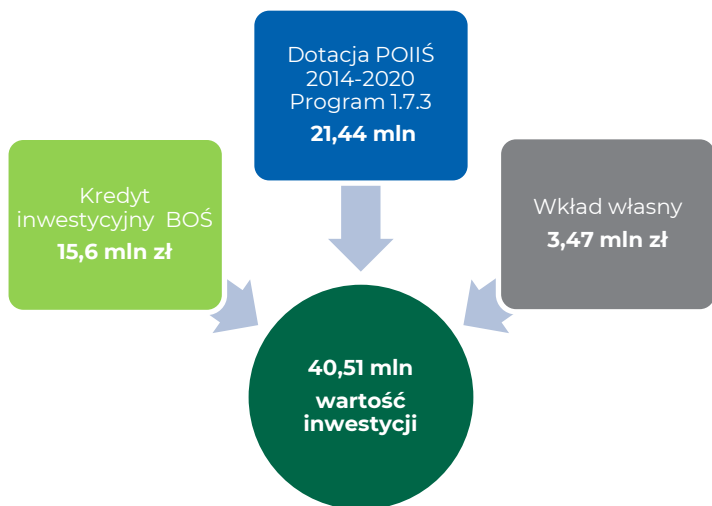 Dotacja POIIŚ
2014-2020
Program 1.7.3
21,44 mln
Kredyt
inwestycyjny BOŚ
15,6 mln zł
Wkład własny
3,47 mln zł
40,51 mln
wartość
inwestycji